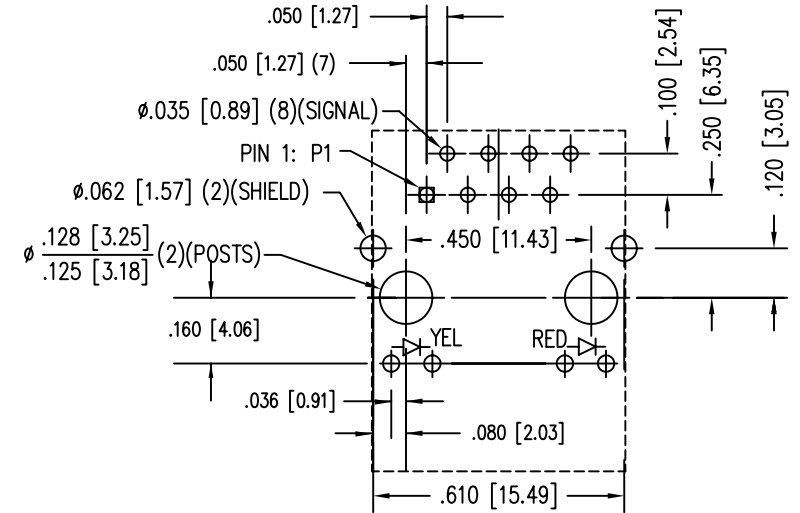 .050 [1.27]
.050 [1.27] (7)
ø.035 [0.89] (8)(SIGNAL)
PIN 1: P1
ø.062 [1.57] (2)(SHIELD)
ø .128 [3.25]
.125 [3.18] (2)(POSTS)
.100 [2.54]
.250 [6.35]
.120 [3.05]
.450 [11.43]
.160 [4.06]
YEL
RED
.036 [0.91]
.080 [2.03]
.610 [15.49]